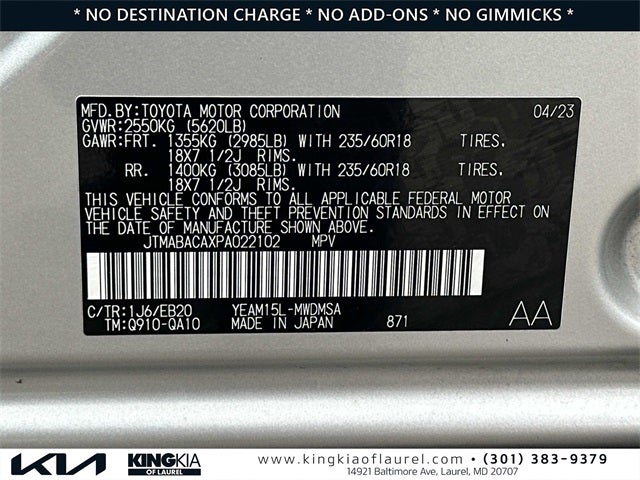 * NO DESTINATION CHARGE * NO ADD-ONS * NO GIMMICKS *
MFD.BY:TOYOTA MOTOR CORPORATION 04/23
GVWR:2550KG (5620LB)
GAWR:FRT. 1355KG (2985LB) WITH 235/60R18 TIRES.
18X7 1/2J RIMS.
RR. 1400KG (3085LB) WITH 235/60R18 TIRES.
18X7 1/2J RIMS.
THIS VEHICLE CONFORMS TO ALL APPLICABLE FEDERAL MOTOR
VEHICLE SAFETY AND THEFT PREVENTION STANDARDS IN EFFECT ON
THE DATE OF MANUFACTURE SHOWN ABOVE.
JTMABACAXPA022102 MPV
C/TR:1J6/EB20 YEAM15L-MWDMSA
TM:Q910-QA10 MADE IN JAPAN 871 AA
KIA KINGKIA OF LAUREL www.kingkiaoflaurel.com • (301) 383-9379
14921 Baltimore Ave, Laurel, MD 20707